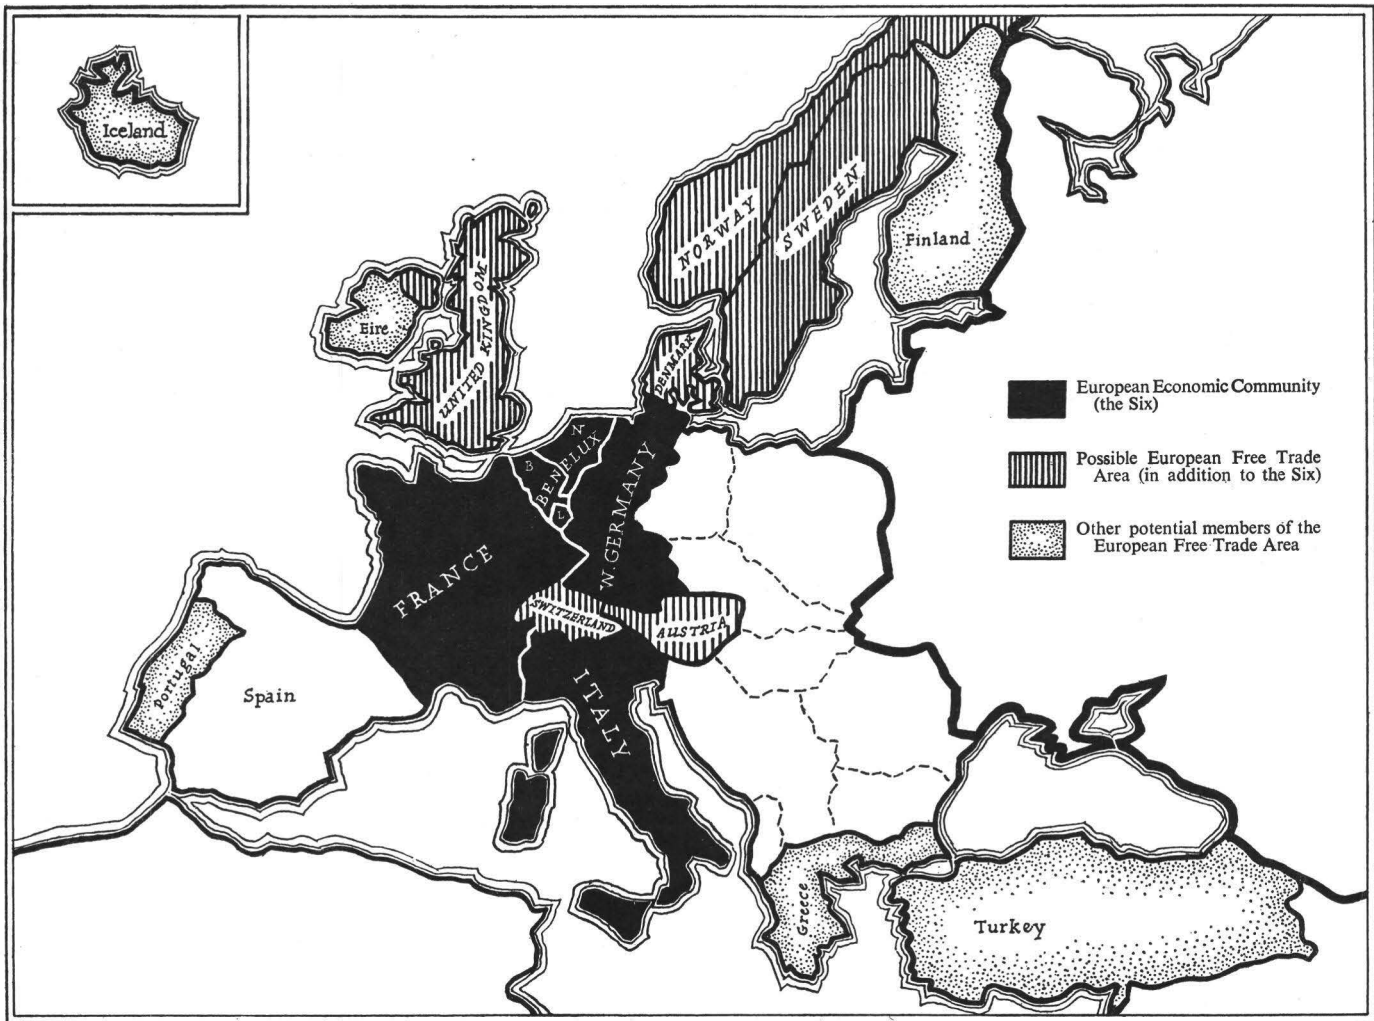 Iceland
NORWAY
SWEDEN
Finland
UNITED KINGDOM
Eire
DENMARK
European Economic Community
(the Six)
Possible European Free Trade
Area (in addition to the Six)
Other potential members of the
European Free Trade Area
N
B
BENELUX
L
W. GERMANY
FRANCE
SWITZERLAND
AUSTRIA
Portugal
Spain
ITALY
Greece
Turkey